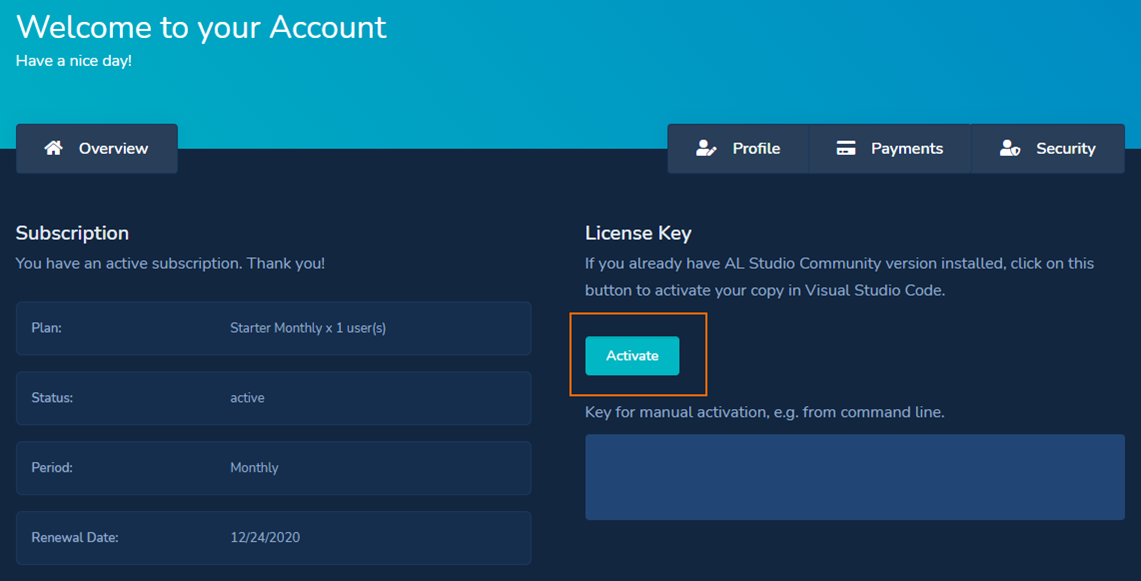 Welcome to your Account
Have a nice day!
Overview
Profile
Payments
Security
Subscription
You have an active subscription. Thank you!
Plan: Starter Monthly x 1 user(s)
Status: active
Period: Monthly
Renewal Date: 12/24/2020
License Key
If you already have AL Studio Community version installed, click on this
button to activate your copy in Visual Studio Code.
Activate
Key for manual activation, e.g. from command line.